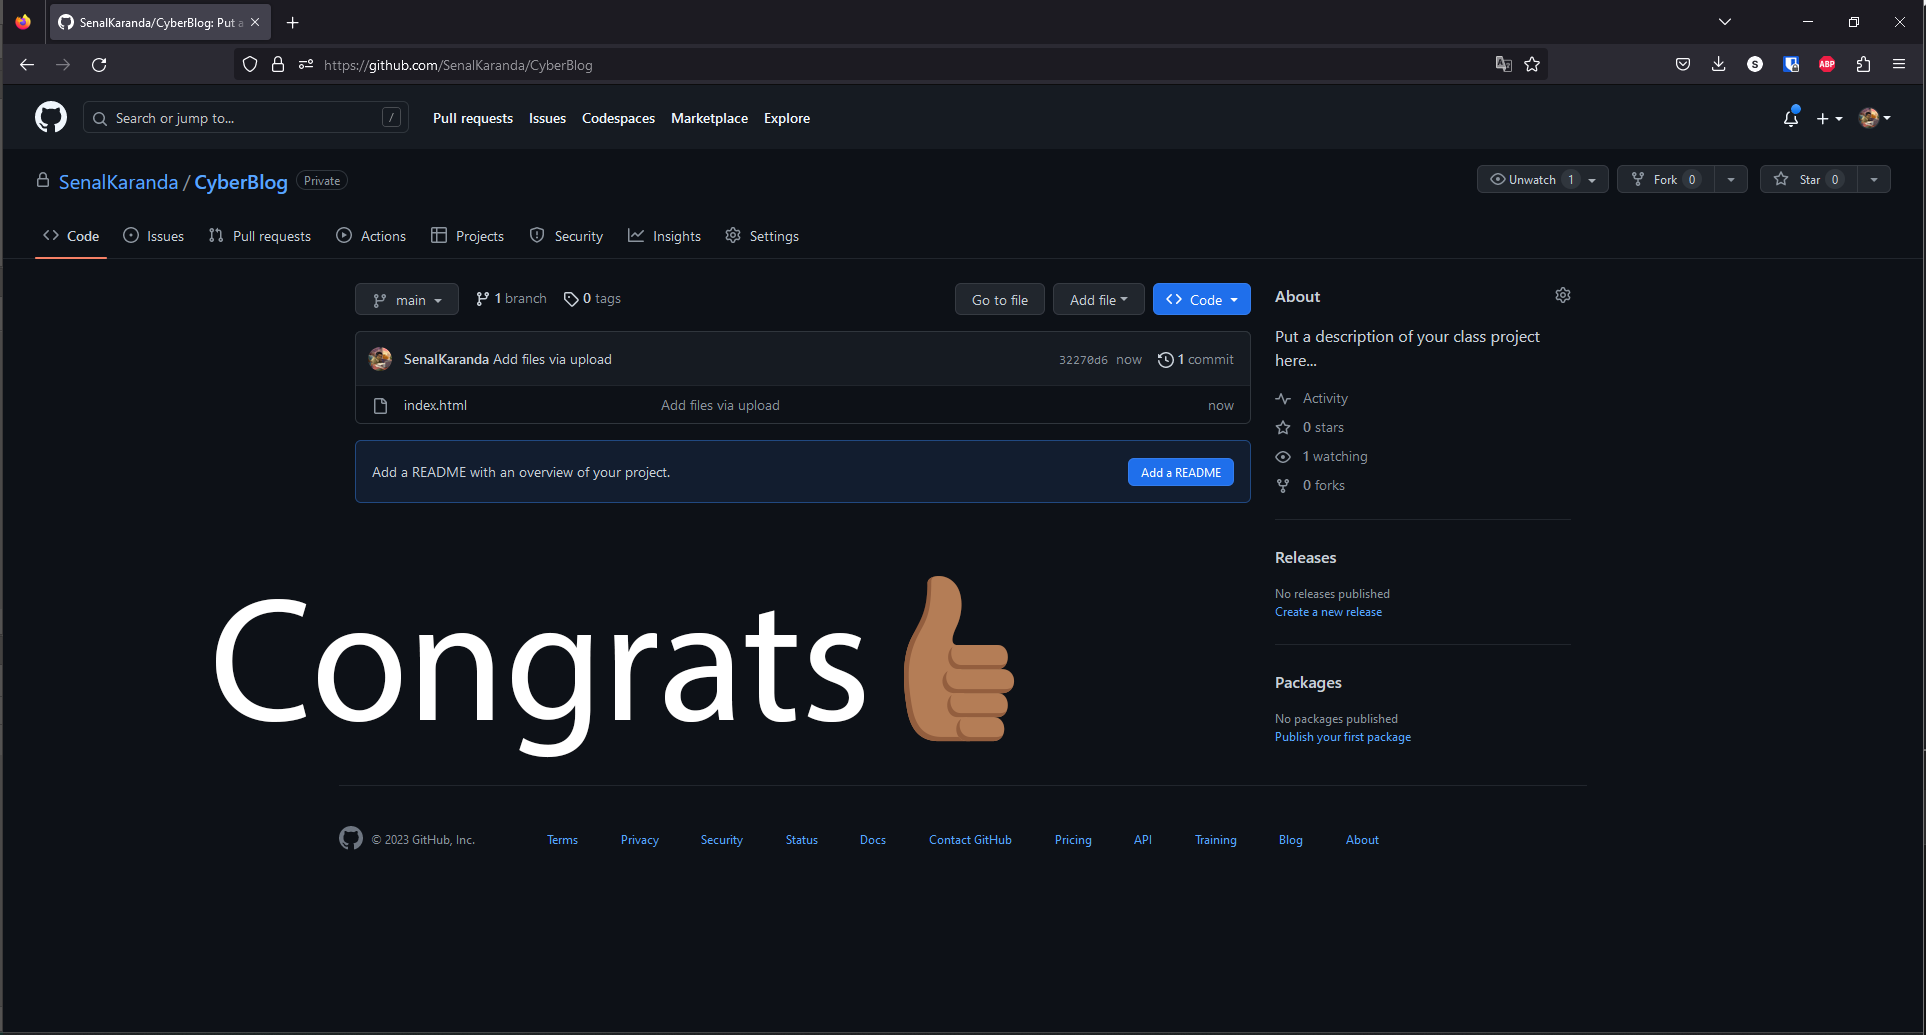 SenalKaranda/CyberBlog: Put a
https://github.com/SenalKaranda/CyberBlog
S
ABP
Search or jump to... /
Pull requests Issues Codespaces Marketplace Explore
SenalKaranda / CyberBlog Private
Unwatch 1 Fork 0 Star 0
Code Issues Pull requests Actions Projects Security Insights Settings
main 1 branch 0 tags Go to file Add file Code
SenalKaranda Add files via upload 32270d6 now 1 commit
index.html Add files via upload now
Add a README with an overview of your project. Add a README
About
Put a description of your class project
here...
Activity
0 stars
1 watching
0 forks
Releases
No releases published
Create a new release
Packages
No packages published
Publish your first package
Congrats
© 2023 GitHub, Inc. Terms Privacy Security Status Docs Contact GitHub Pricing API Training Blog About